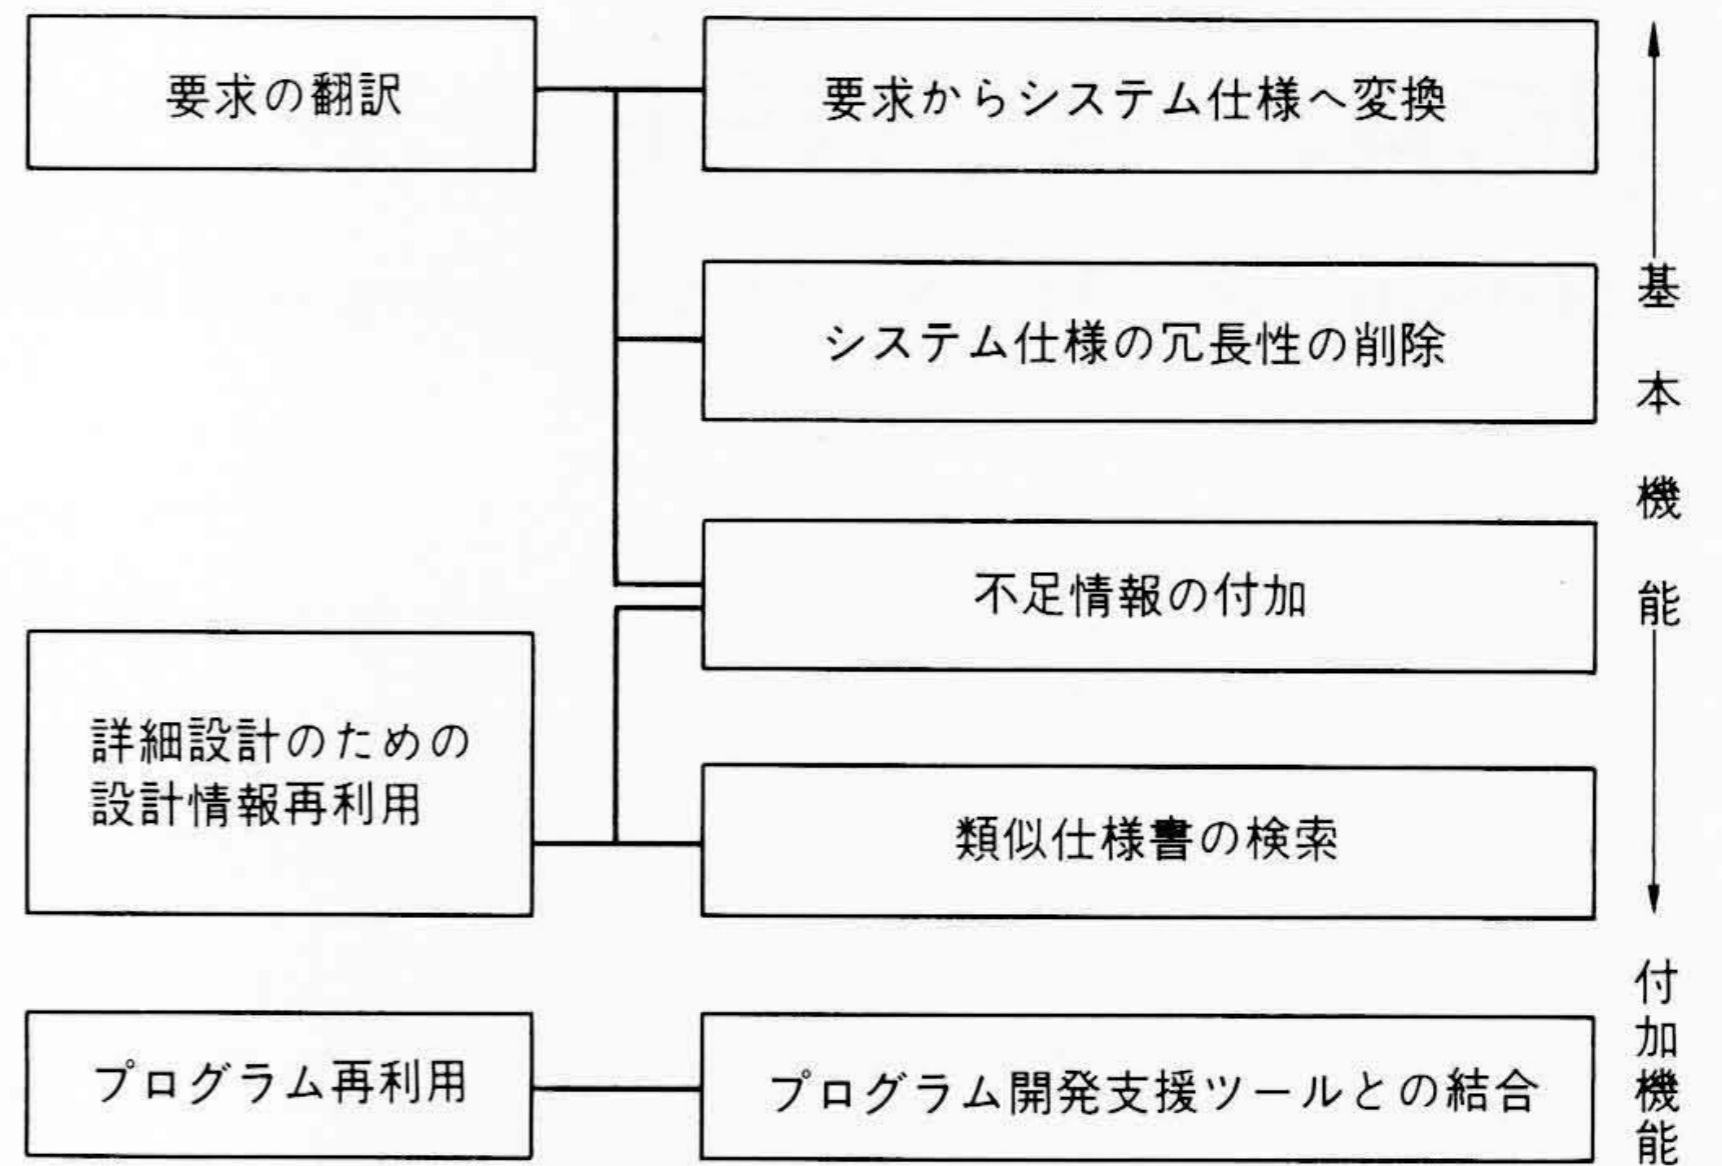 要求の翻訳
要求からシステム仕様へ変換
システム仕様の冗長性の削除
不足情報の付加
詳細設計のための
設計情報再利用
類似仕様書の検索
プログラム再利用
プログラム開発支援ツールとの結合
基本機能
付加機能